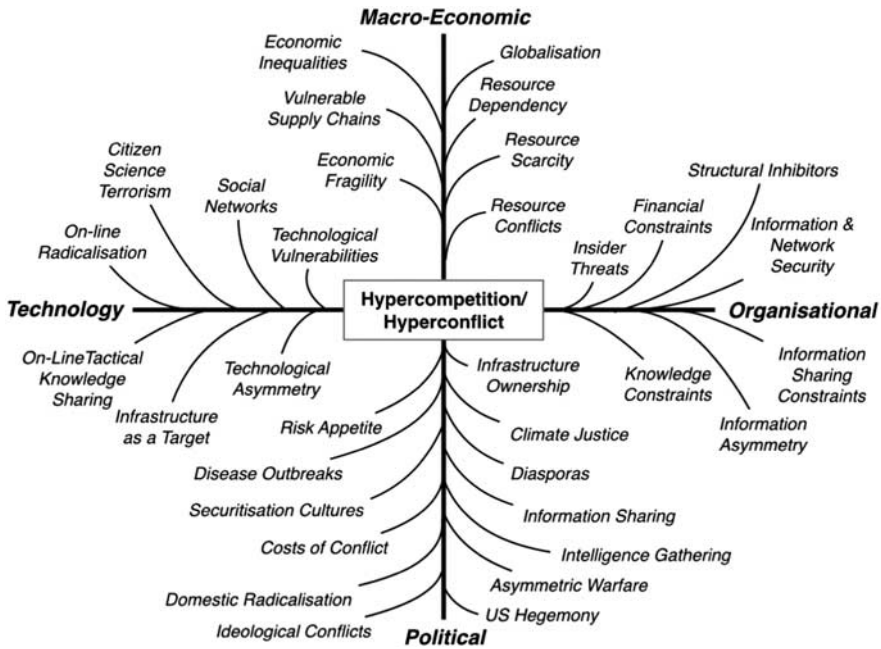 Macro-Economic
Economic
Inequalities
Globalisation
Vulnerable
Supply Chains
Resource
Dependency
Economic
Fragility
Resource
Scarcity
Resource
Conflicts
Citizen
Science
Terrorism
Social
Networks
On-line
Radicalisation
Technological
Vulnerabilities
Structural Inhibitors
Financial
Constraints
Information &
Network
Security
Insider
Threats
Technology
Hypercompetition/
Hyperconflict
Organisational
On-LineTactical
Knowledge
Sharing
Infrastructure
as a Target
Technological
Asymmetry
Infrastructure
Ownership
Knowledge
Constraints
Information
Sharing
Constraints
Information
Asymmetry
Risk Appetite
Climate Justice
Disease Outbreaks
Diasporas
Securitisation Cultures
Information Sharing
Costs of Conflict
Intelligence Gathering
Domestic Radicalisation
Asymmetric Warfare
Ideological Conflicts
US Hegemony
Political